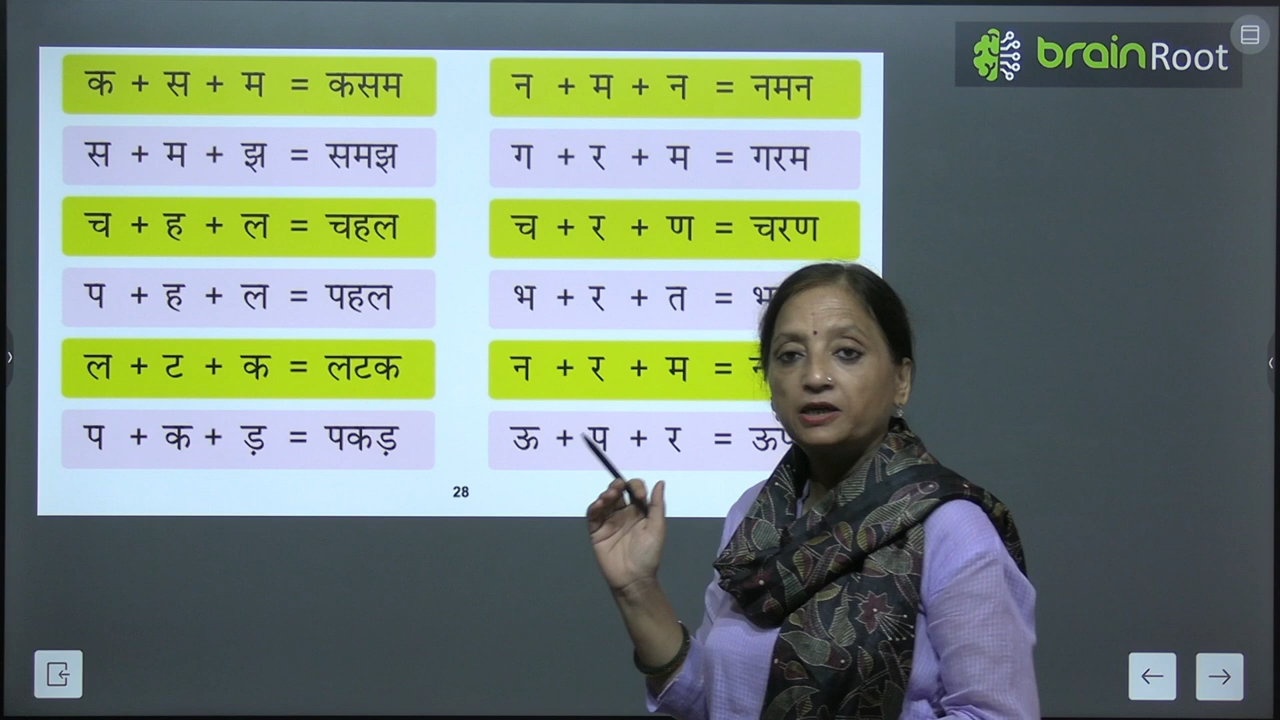 brainRoot
क + स + म = कसम
स + म + झ = समझ
च + ह + ल = चहल
प + ह + ल = पहल
ल + ट + क = लटक
प + क + ड़ = पकड़
न + म + न = नमन
ग + र + म = गरम
च + र + ण = चरण
भ + र + त =
न + र + म =
ऊ + प + र =
28